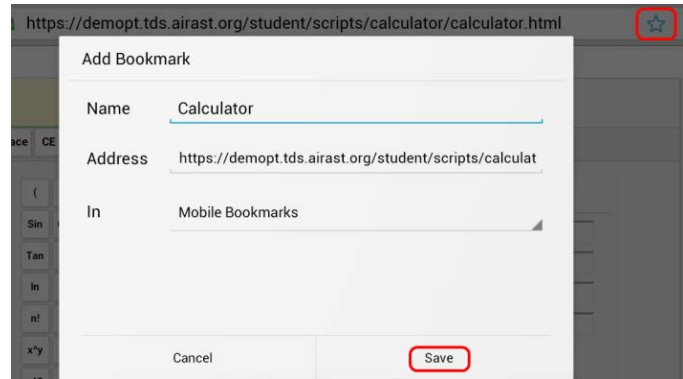 https://demopt.tds.airast.org/student/scripts/calculator/calculator.html
Add Bookmark
Name Calculator
ace CE
Address https://demopt.tds.airast.org/student/scripts/calculat
(
In Mobile Bookmarks
Sin
Tan
ln
n!
x^y
Cancel Save